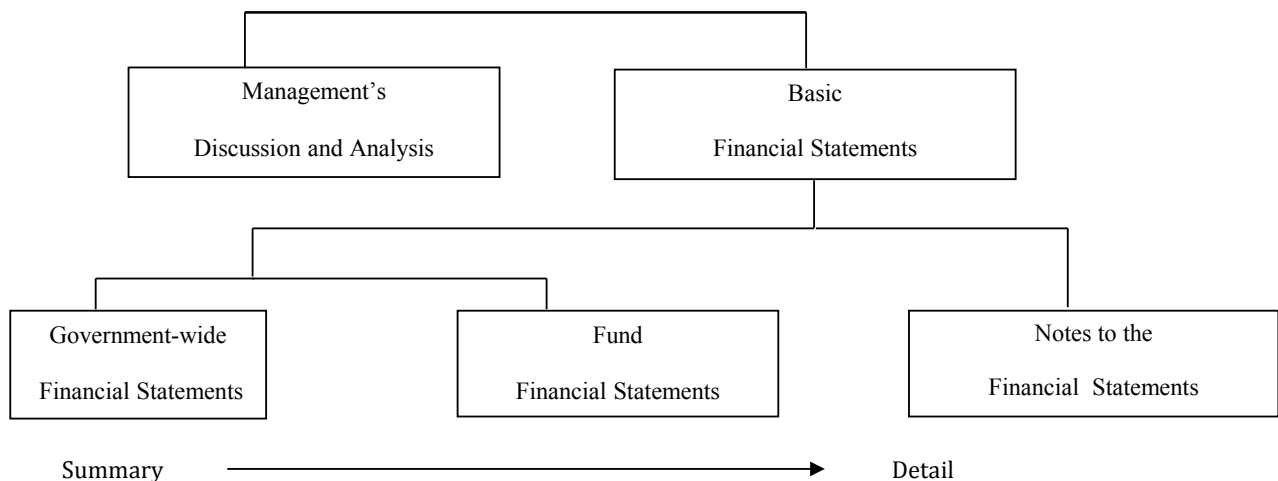 Management’s
Discussion and Analysis
Basic
Financial Statements
Government-wide
Financial Statements
Fund
Financial Statements
Notes to the
Financial Statements
Summary
Detail